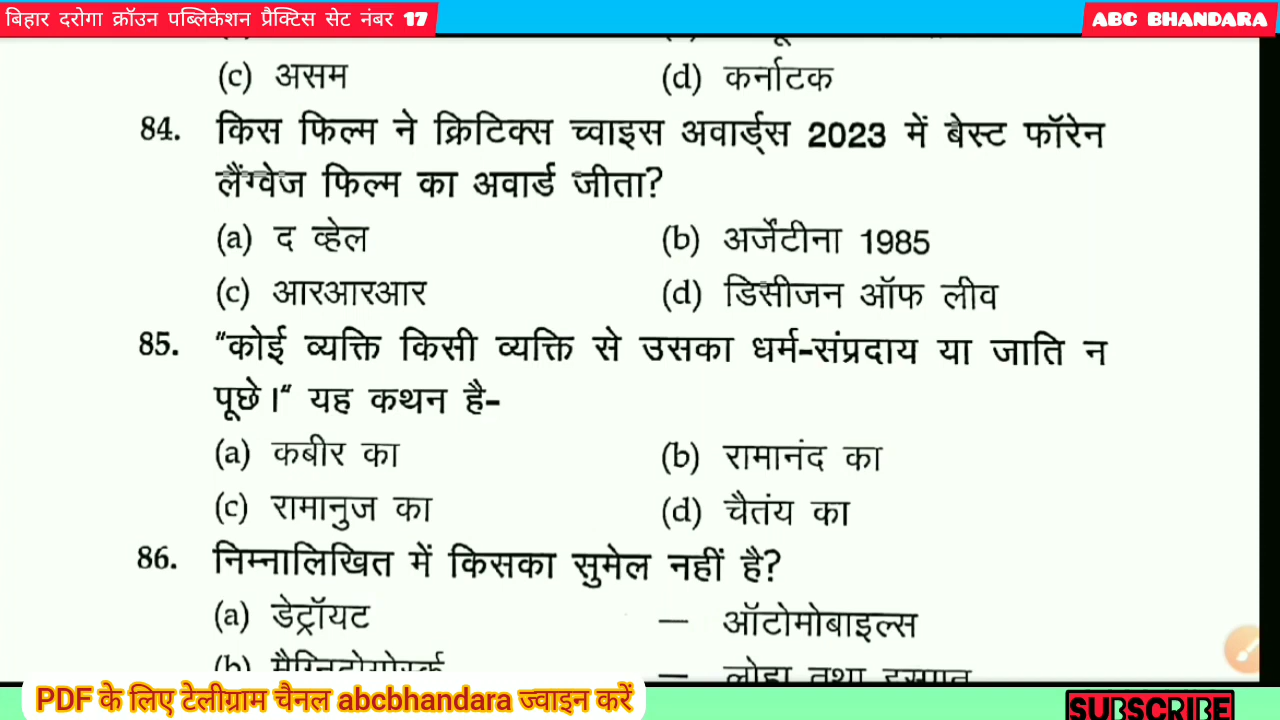 बिहार दरोगा क्रॉउन पब्लिकेशन प्रैक्टिस सेट नंबर 17
ABC BHANDARA
(c) असम (d) कर्नाटक
84. किस फिल्म ने क्रिटिक्स च्वाइस अवार्ड्स 2023 में बेस्ट फॉरेन
लैंग्वेज फिल्म का अवार्ड जीता?
(a) द व्हेल (b) अर्जेंटीना 1985
(c) आरआरआर (d) डिसीजन ऑफ लीव
85. "कोई व्यक्ति किसी व्यक्ति से उसका धर्म-संप्रदाय या जाति न
पूछे।" यह कथन है-
(a) कबीर का (b) रामानंद का
(c) रामानुज का (d) चैतंय का
86. निम्नालिखित में किसका सुमेल नहीं है?
(a) डेट्रॉयट — ऑटोमोबाइल्स
(b) — लोहा तथा इस्पात
PDF के लिए टेलीग्राम चैनल abcbhandara ज्वाइन करें
SUBSCRIBE